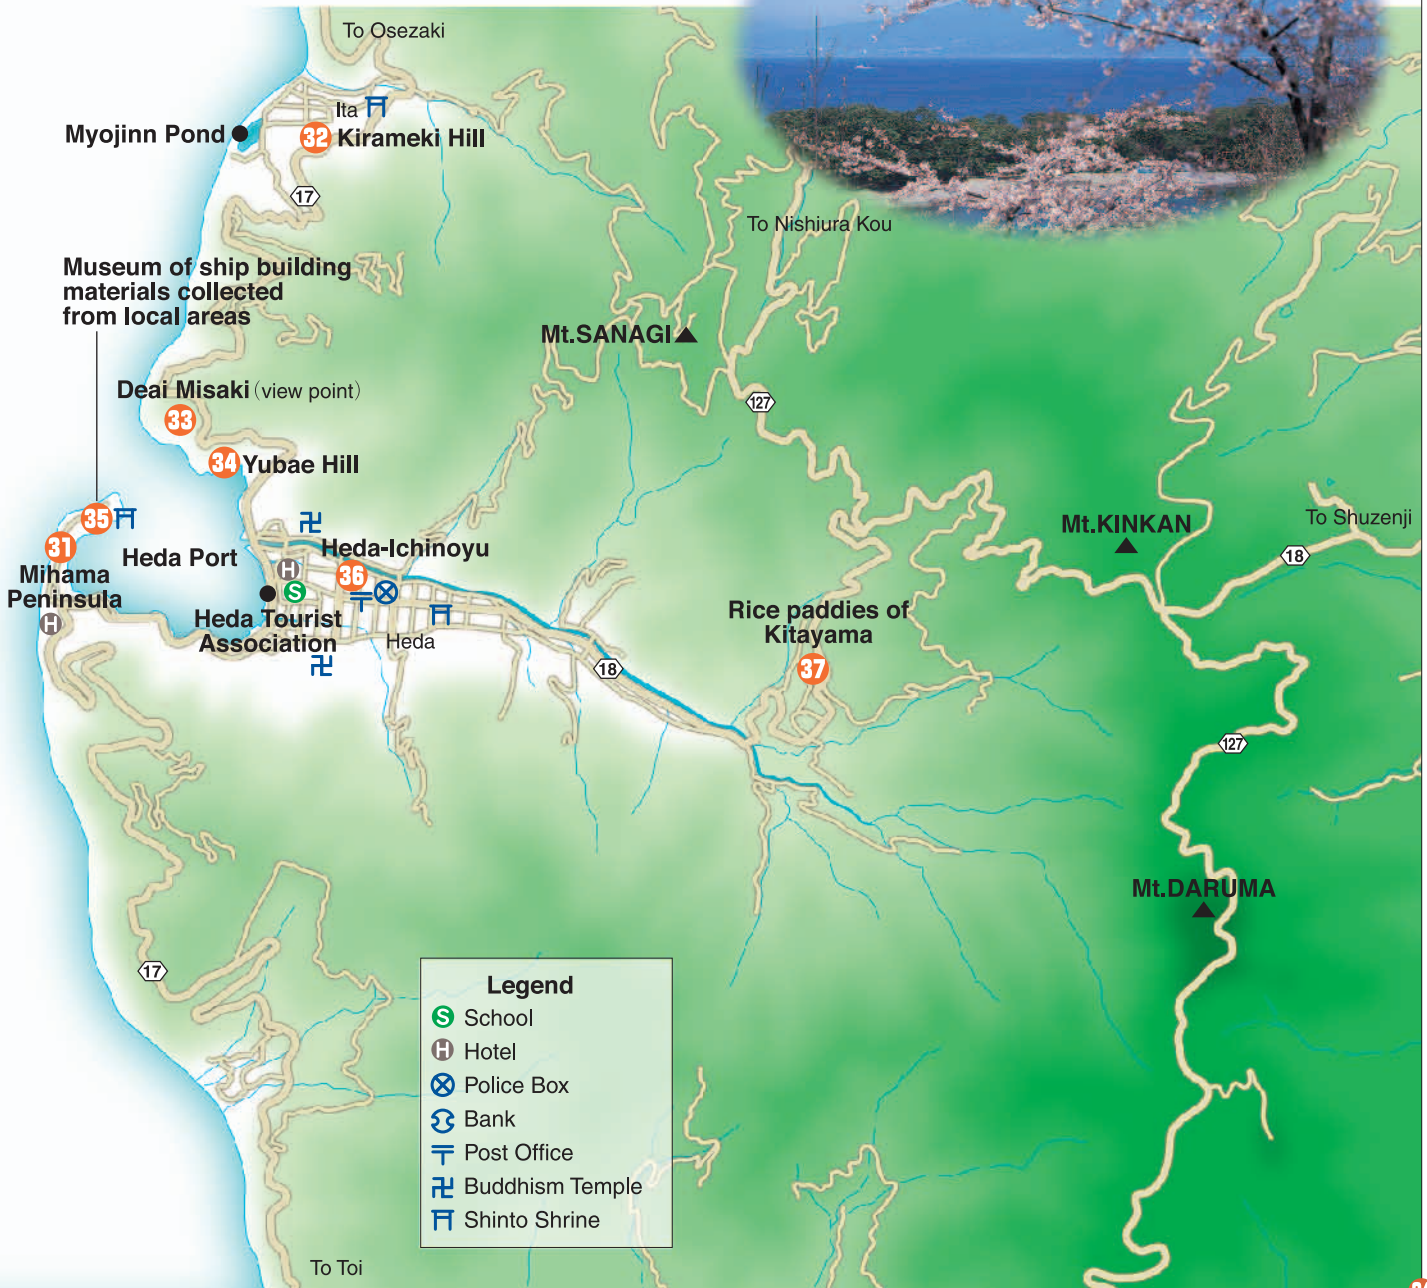 To Osezaki
Ita
Myojinn Pond
32 Kirameki Hill
17
To Nishiura Kou
Museum of ship building
materials collected
from local areas
Mt.SANAGI
Deai Misaki (view point)
33
127
34 Yubae Hill
35
31
Mihama
Peninsula
H
Heda Port
Heda-Ichinoyu
H
S
36
Heda Tourist
Association
Heda
18
Mt.KINKAN
To Shuzenji
18
Rice paddies of
Kitayama
37
127
Mt.DARUMA
17
Legend
S School
H Hotel
Police Box
Bank
Post Office
Buddhism Temple
Shinto Shrine
To Toi